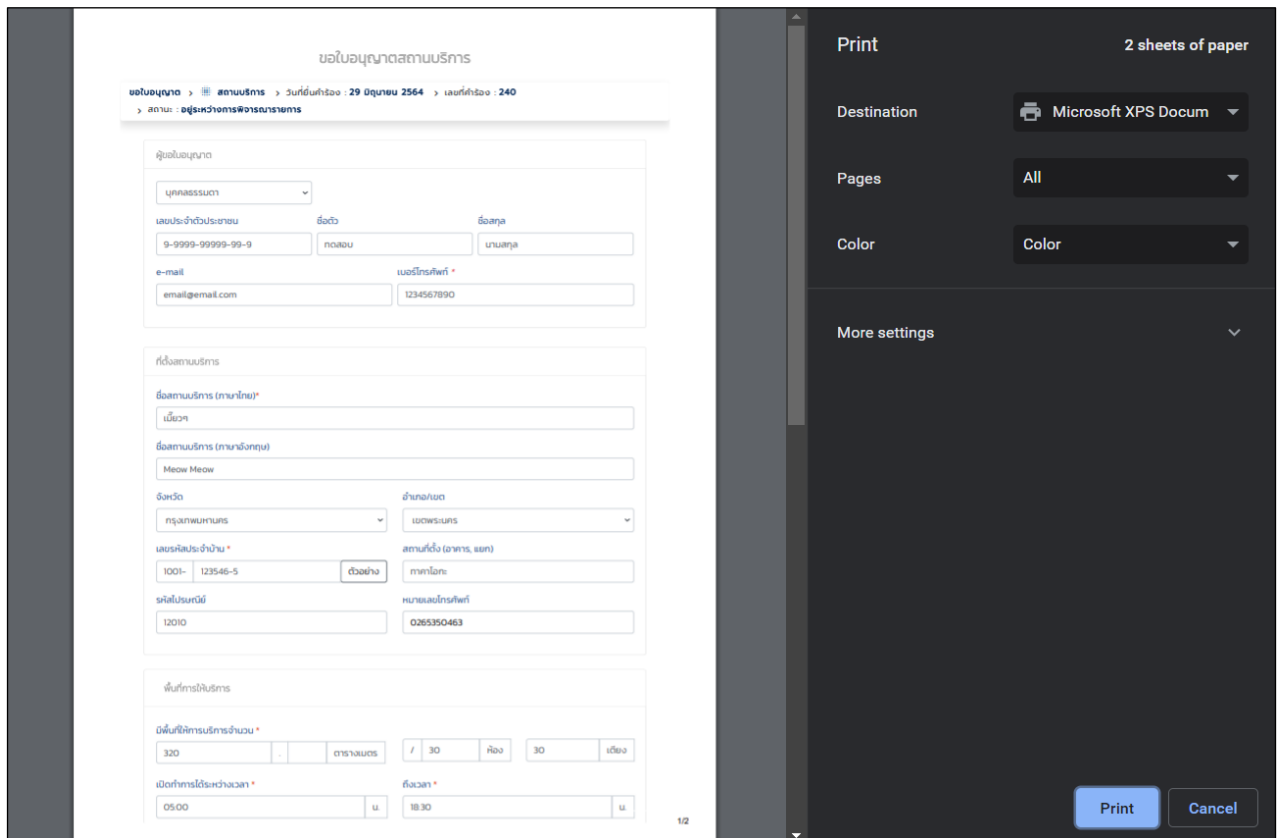 ขอใบอนุญาตสถานบริการ
ขอใบอนุญาต › สถานบริการ › วันที่ยื่นคำร้อง : 29 มิถุนายน 2564 › เลขที่คำร้อง : 240
› สถานะ : อยู่ระหว่างการพิจารณารายการ
ผู้ขอใบอนุญาต
บุคคลธรรมดา
เลขประจำตัวประชาชน ชื่อตัว ชื่อสกุล
9-9999-99999-99-9 ทดสอบ นามสกุล
e-mail เบอร์โทรศัพท์ *
email@email.com 1234567890
ที่ตั้งสถานบริการ
ชื่อสถานบริการ (ภาษาไทย)*
เมี๊ยวๆ
ชื่อสถานบริการ (ภาษาอังกฤษ)
Meow Meow
จังหวัด อำเภอ/เขต
กรุงเทพมหานคร เขตพระนคร
เลขรหัสประจำบ้าน * สถานที่ตั้ง (อาคาร, แยก)
1001- 123546-5 ตัวอย่าง ทาคาโอกะ
รหัสไปรษณีย์ หมายเลขโทรศัพท์
12010 0265350463
พื้นที่การให้บริการ
มีพื้นที่ให้การบริการจำนวน *
320 . ตารางเมตร / 30 ห้อง 30 เตียง
เปิดทำการได้ระหว่างเวลา * ถึงเวลา *
05:00 น. 18:30 น.
1/2
Print 2 sheets of paper
Destination Microsoft XPS Docum
Pages All
Color Color
More settings
Print Cancel